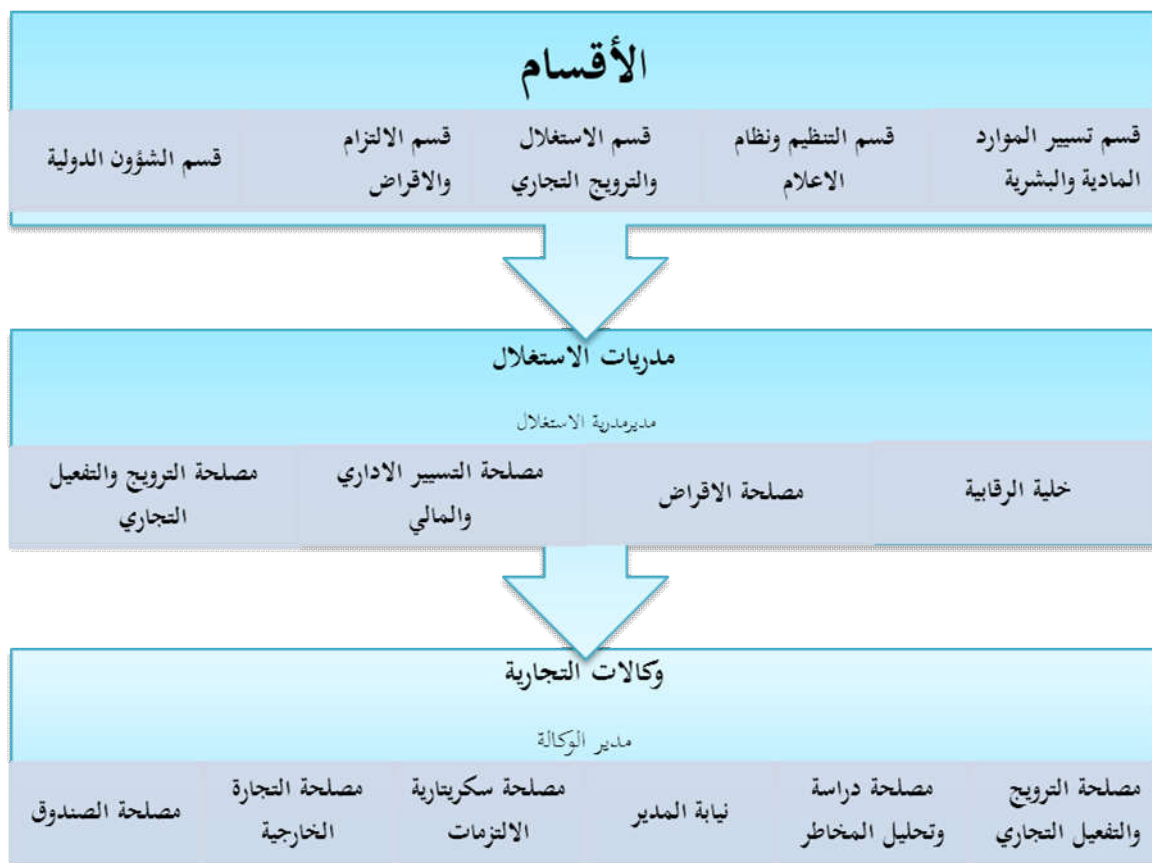 الأقسام
قسم تسيير الموارد
المادية والبشرية
قسم التنظيم ونظام
الاعلام
قسم الاستغلال
والترويج التجاري
قسم الالتزام
والاقراض
قسم الشؤون الدولية
مدريات الاستغلال
مديرمدرية الاستغلال
خلية الرقابية
مصلحة الاقراض
مصلحة التسيير الاداري
والمالي
مصلحة الترويج والتفعيل
التجاري
وكالات التجارية
مدير الوكالة
مصلحة الترويج
والتفعيل التجاري
مصلحة دراسة
وتحليل المخاطر
نيابة المدير
مصلحة سكريتارية
الالتزمات
مصلحة التجارة
الخارجية
مصلحة الصندوق